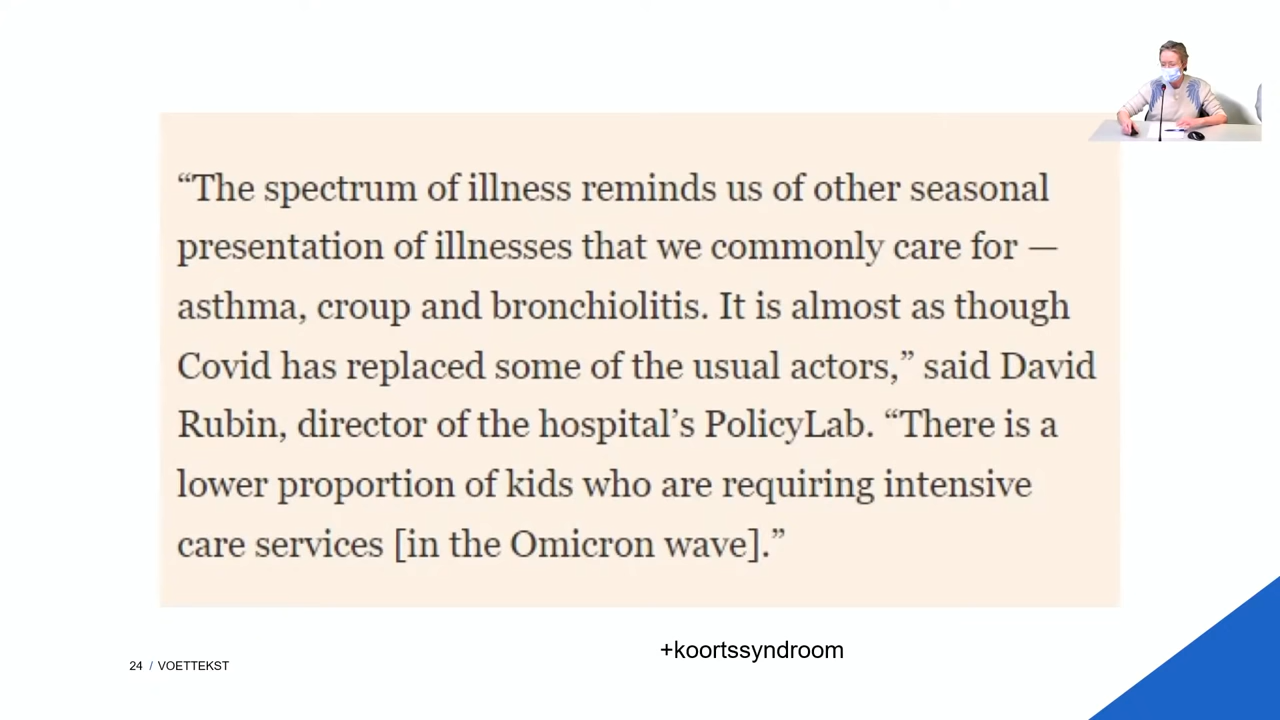 “The spectrum of illness reminds us of other seasonal
presentation of illnesses that we commonly care for —
asthma, croup and bronchiolitis. It is almost as though
Covid has replaced some of the usual actors,” said David
Rubin, director of the hospital’s PolicyLab. “There is a
lower proportion of kids who are requiring intensive
care services [in the Omicron wave].”
+koortssyndroom
24 / VOETTEKST